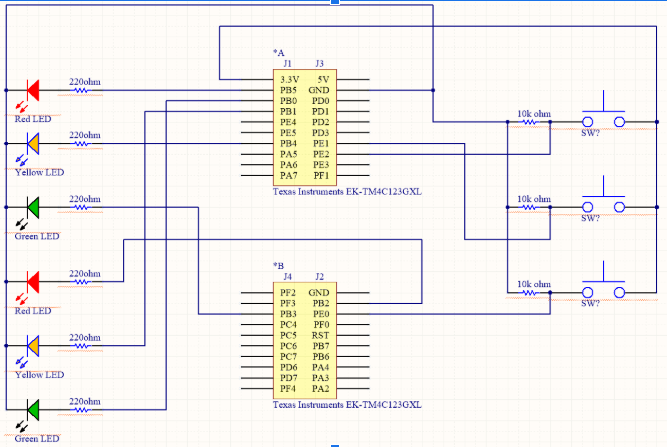 *A
J1 J3
3.3V 5V
PB5 GND
PB0 PD0
PB1 PD1
PE4 PD2
PE5 PD3
PB4 PE1
PA5 PE2
PA6 PE3
PA7 PF1
Texas Instruments EK-TM4C123GXL
220ohm
Red LED
220ohm
Yellow LED
220ohm
Green LED
220ohm
Red LED
220ohm
Yellow LED
220ohm
Green LED
10k ohm
SW?
10k ohm
SW?
10k ohm
SW?
*B
J4 J2
PF2 GND
PF3 PB2
PB3 PE0
PC4 PF0
PC5 RST
PC6 PB7
PC7 PB6
PD6 PA4
PD7 PA3
PF4 PA2
Texas Instruments EK-TM4C123GXL